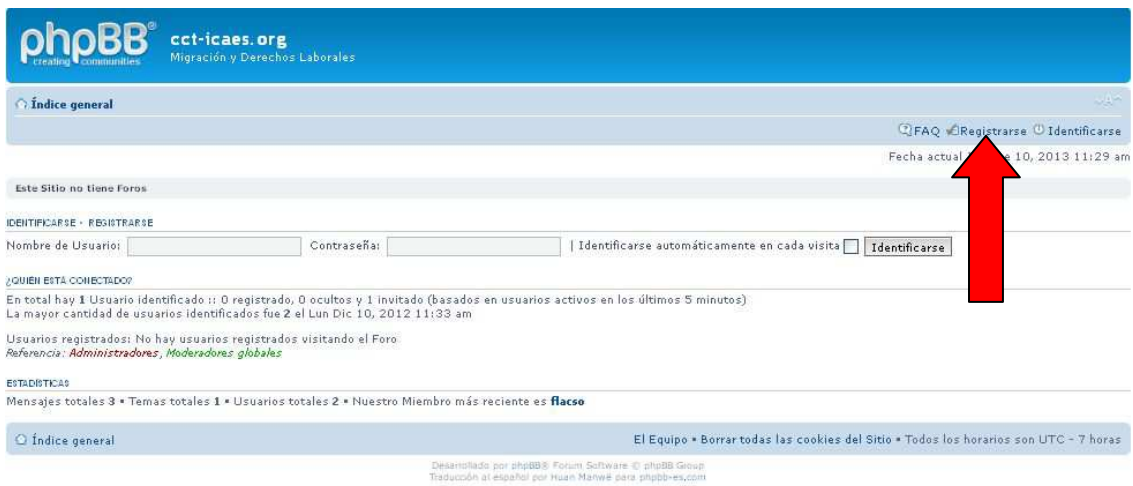 phpBB®
creating communities
cct-icaes.org
Migración y Derechos Laborales
Índice general
FAQ Registrarse Identificarse
Fecha actual 10, 2013 11:29 am
Este Sitio no tiene Foros
IDENTIFICARSE • REGISTRARSE
Nombre de Usuario: Contraseña: | Identificarse automáticamente en cada visita Identificarse
¿QUIÉN ESTÁ CONECTADO?
En total hay 1 Usuario identificado :: 0 registrado, 0 ocultos y 1 invitado (basados en usuarios activos en los últimos 5 minutos)
La mayor cantidad de usuarios identificados fue 2 el Lun Dic 10, 2012 11:33 am
Usuarios registrados: No hay usuarios registrados visitando el Foro
Referencia: Administradores, Moderadores globales
ESTADÍSTICAS
Mensajes totales 3 • Temas totales 1 • Usuarios totales 2 • Nuestro Miembro más reciente es flacso
Índice general
El Equipo • Borrar todas las cookies del Sitio • Todos los horarios son UTC - 7 horas
Desarrollado por phpBB® Forum Software © phpBB Group
Traducción al español por Huan Manwë para phpbb-es.com